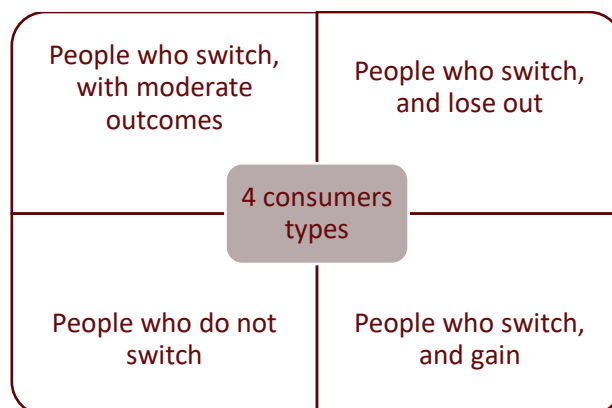 People who switch,
with moderate
outcomes
People who switch,
and lose out
4 consumers
types
People who do not
switch
People who switch,
and gain